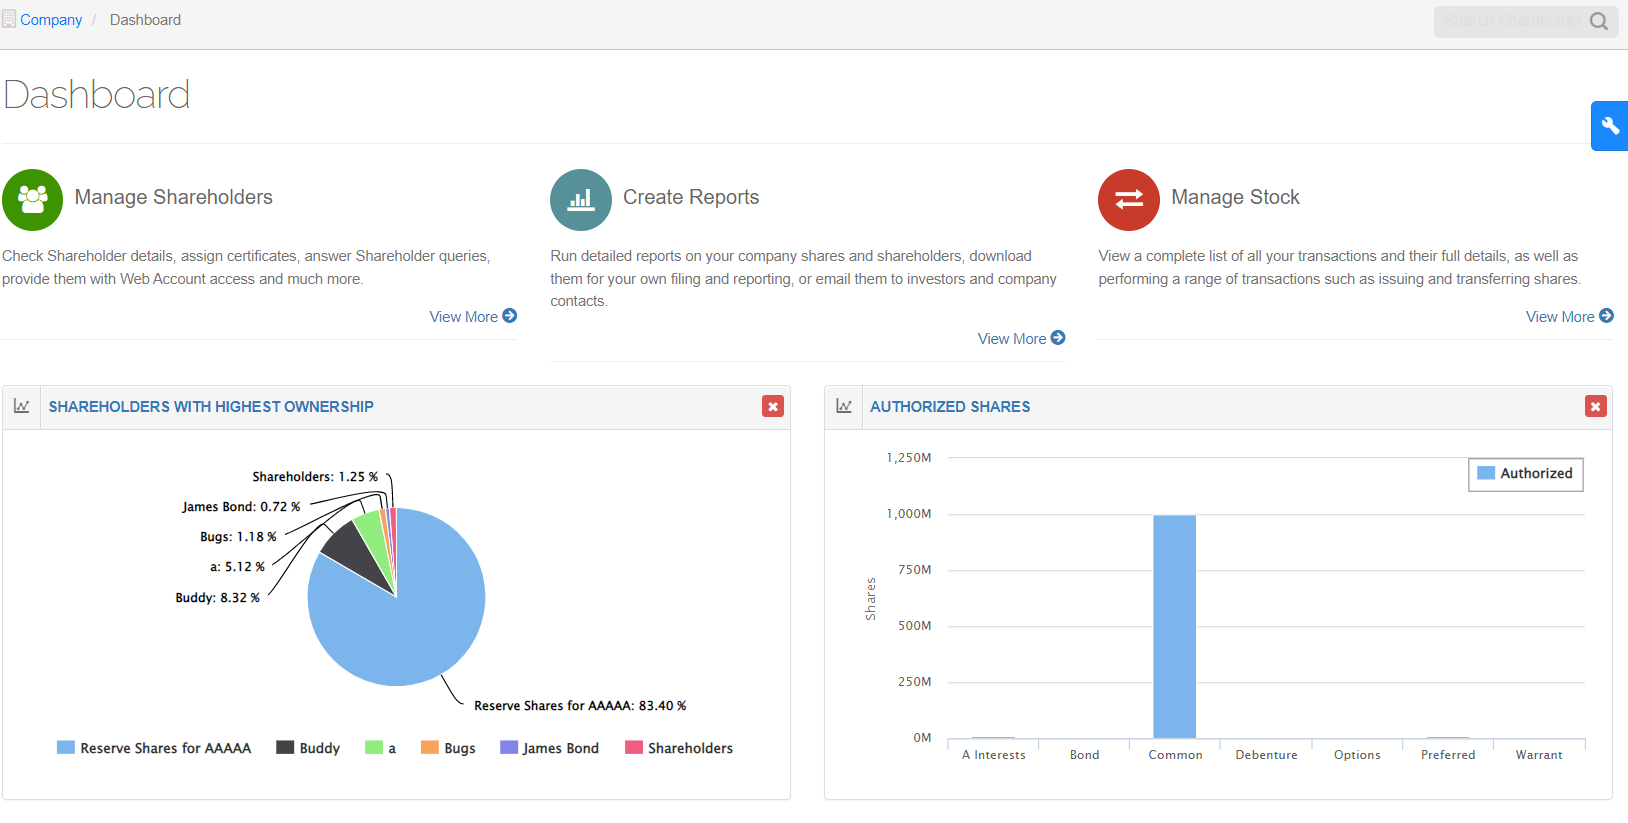 Company / Dashboard
Search Shareholder
Dashboard
Manage Shareholders
Check Shareholder details, assign certificates, answer Shareholder queries,
provide them with Web Account access and much more.
View More
Create Reports
Run detailed reports on your company shares and shareholders, download
them for your own filing and reporting, or email them to investors and company
contacts.
View More
Manage Stock
View a complete list of all your transactions and their full details, as well as
performing a range of transactions such as issuing and transferring shares.
View More
SHAREHOLDERS WITH HIGHEST OWNERSHIP
Shareholders: 1.25 %
James Bond: 0.72 %
Bugs: 1.18 %
a: 5.12 %
Buddy: 8.32 %
Reserve Shares for AAAAA: 83.40 %
Reserve Shares for AAAAA Buddy a Bugs James Bond Shareholders
AUTHORIZED SHARES
Authorized
Shares
1,250M
1,000M
750M
500M
250M
0M
A Interests Bond Common Debenture Options Preferred Warrant